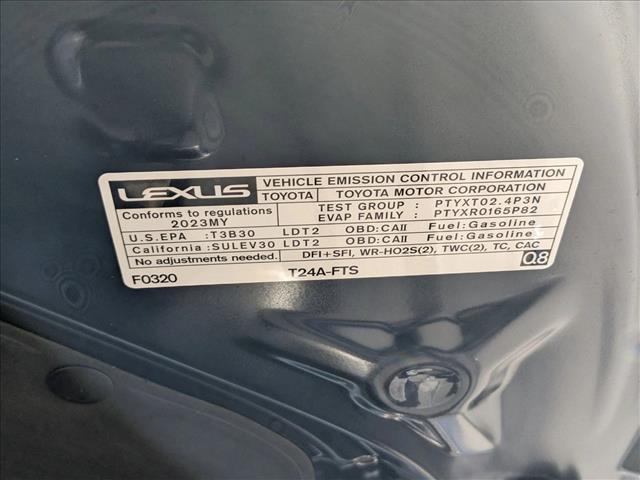 LEXUS VEHICLE EMISSION CONTROL INFORMATION
TOYOTA TOYOTA MOTOR CORPORATION
Conforms to regulations
2023MY
TEST GROUP : PTYXT02.4P3N
EVAP FAMILY : PTYXR0165P82
U.S.EPA :T3B30 LDT2 OBD:CAII Fuel:Gasoline
California :SULEV30 LDT2 OBD:CAII Fuel:Gasoline
No adjustments needed. DFI+SFI, WR-HO2S(2), TWC(2), TC, CAC Q8
F0320 T24A-FTS